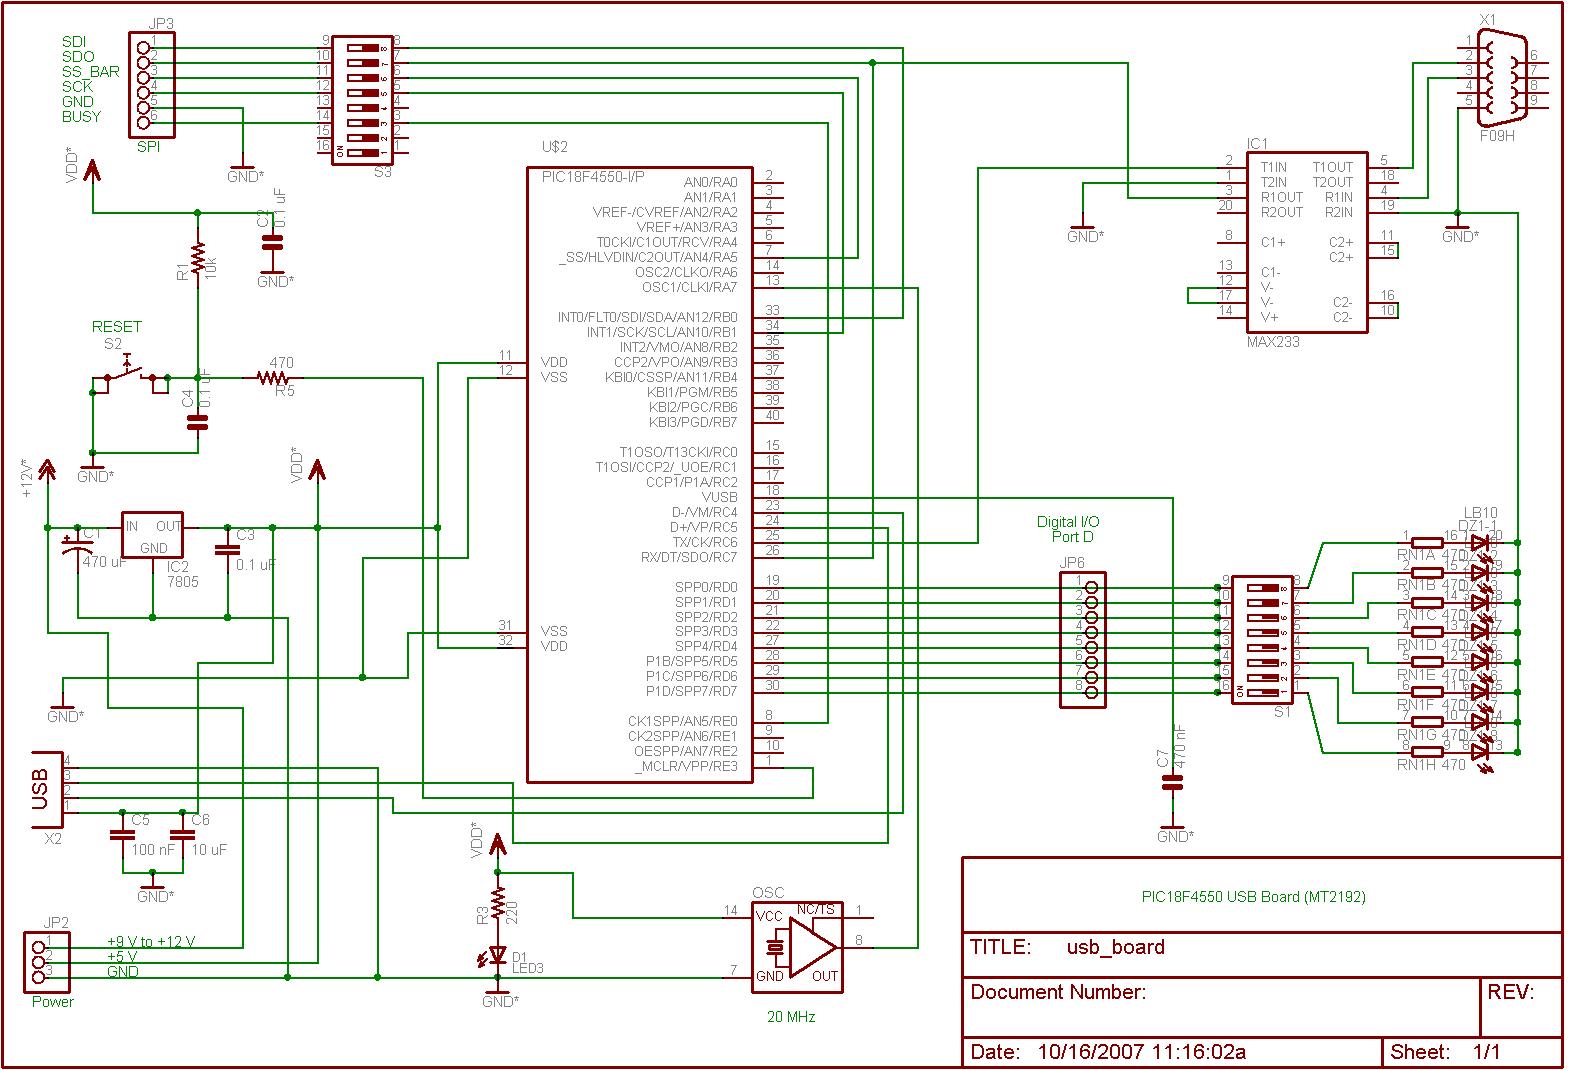 JP3
SDI
SDO
SS_BAR
SCK
GND
BUSY
1
2
3
4
5
6
SPI
GND*
9
10
11
12
13
14
15
16
8
7
6
5
4
3
2
1
ON
8
7
6
5
4
3
2
1
S3
VDD*
C2
0.1 uF
GND*
R1
10k
RESET
S2
C4
0.1 uF
470
R5
GND*
+12V*
VDD*
C1
470 uF
IN
OUT
GND
IC2
7805
C3
0.1 uF
GND*
USB
4
3
2
1
X2
C5
100 nF
C6
10 uF
GND*
JP2
1
2
3
+9 V to +12 V
+5 V
GND
Power
U$2
PIC18F4550-I/P
11
VDD
12
VSS
31
VSS
32
VDD
AN0/RA0 2
AN1/RA1 3
VREF-/CVREF/AN2/RA2 4
VREF+/AN3/RA3 5
T0CKI/C1OUT/RCV/RA4 6
_SS/HLVDIN/C2OUT/AN4/RA5 7
OSC2/CLKO/RA6 14
OSC1/CLKI/RA7 13
INT0/FLT0/SDI/SDA/AN12/RB0 33
INT1/SCK/SCL/AN10/RB1 34
INT2/VMO/AN8/RB2 35
CCP2/VPO/AN9/RB3 36
KBI0/CSSP/AN11/RB4 37
KBI1/PGM/RB5 38
KBI2/PGC/RB6 39
KBI3/PGD/RB7 40
T1OSO/T13CKI/RC0 15
T1OSI/CCP2/_UOE/RC1 16
CCP1/P1A/RC2 17
VUSB 18
D-/VM/RC4 23
D+/VP/RC5 24
TX/CK/RC6 25
RX/DT/SDO/RC7 26
SPP0/RD0 19
SPP1/RD1 20
SPP2/RD2 21
SPP3/RD3 22
SPP4/RD4 27
P1B/SPP5/RD5 28
P1C/SPP6/RD6 29
P1D/SPP7/RD7 30
CK1SPP/AN5/RE0 8
CK2SPP/AN6/RE1 9
OESPP/AN7/RE2 10
_MCLR/VPP/RE3 1
VDD*
R3
220
D1
LED3
GND*
OSC
14
VCC
NC/TS
1
8
7
GND
OUT
20 MHz
X1
1
2
3
4
5
6
7
8
9
F09H
IC1
2 T1IN
1 T2IN
3 R1OUT
20 R2OUT
8 C1+
13 C1-
12 V-
17 V-
14 V+
T1OUT 5
T2OUT 18
R1IN 4
R2IN 19
C2+ 11
C2+ 15
C2- 16
C2- 10
MAX233
GND*
GND*
Digital I/O
Port D
JP6
1
2
3
4
5
6
7
8
C7
470 nF
GND*
8
7
6
5
4
3
2
1
ON
S1
LB10
DZ1-1
RN1A 470
RN1B 470
RN1C 470
RN1D 470
RN1E 470
RN1F 470
RN1G 470
RN1H 470
PIC18F4550 USB Board (MT2192)
TITLE: usb_board
Document Number:
REV:
Date: 10/16/2007 11:16:02a
Sheet: 1/1